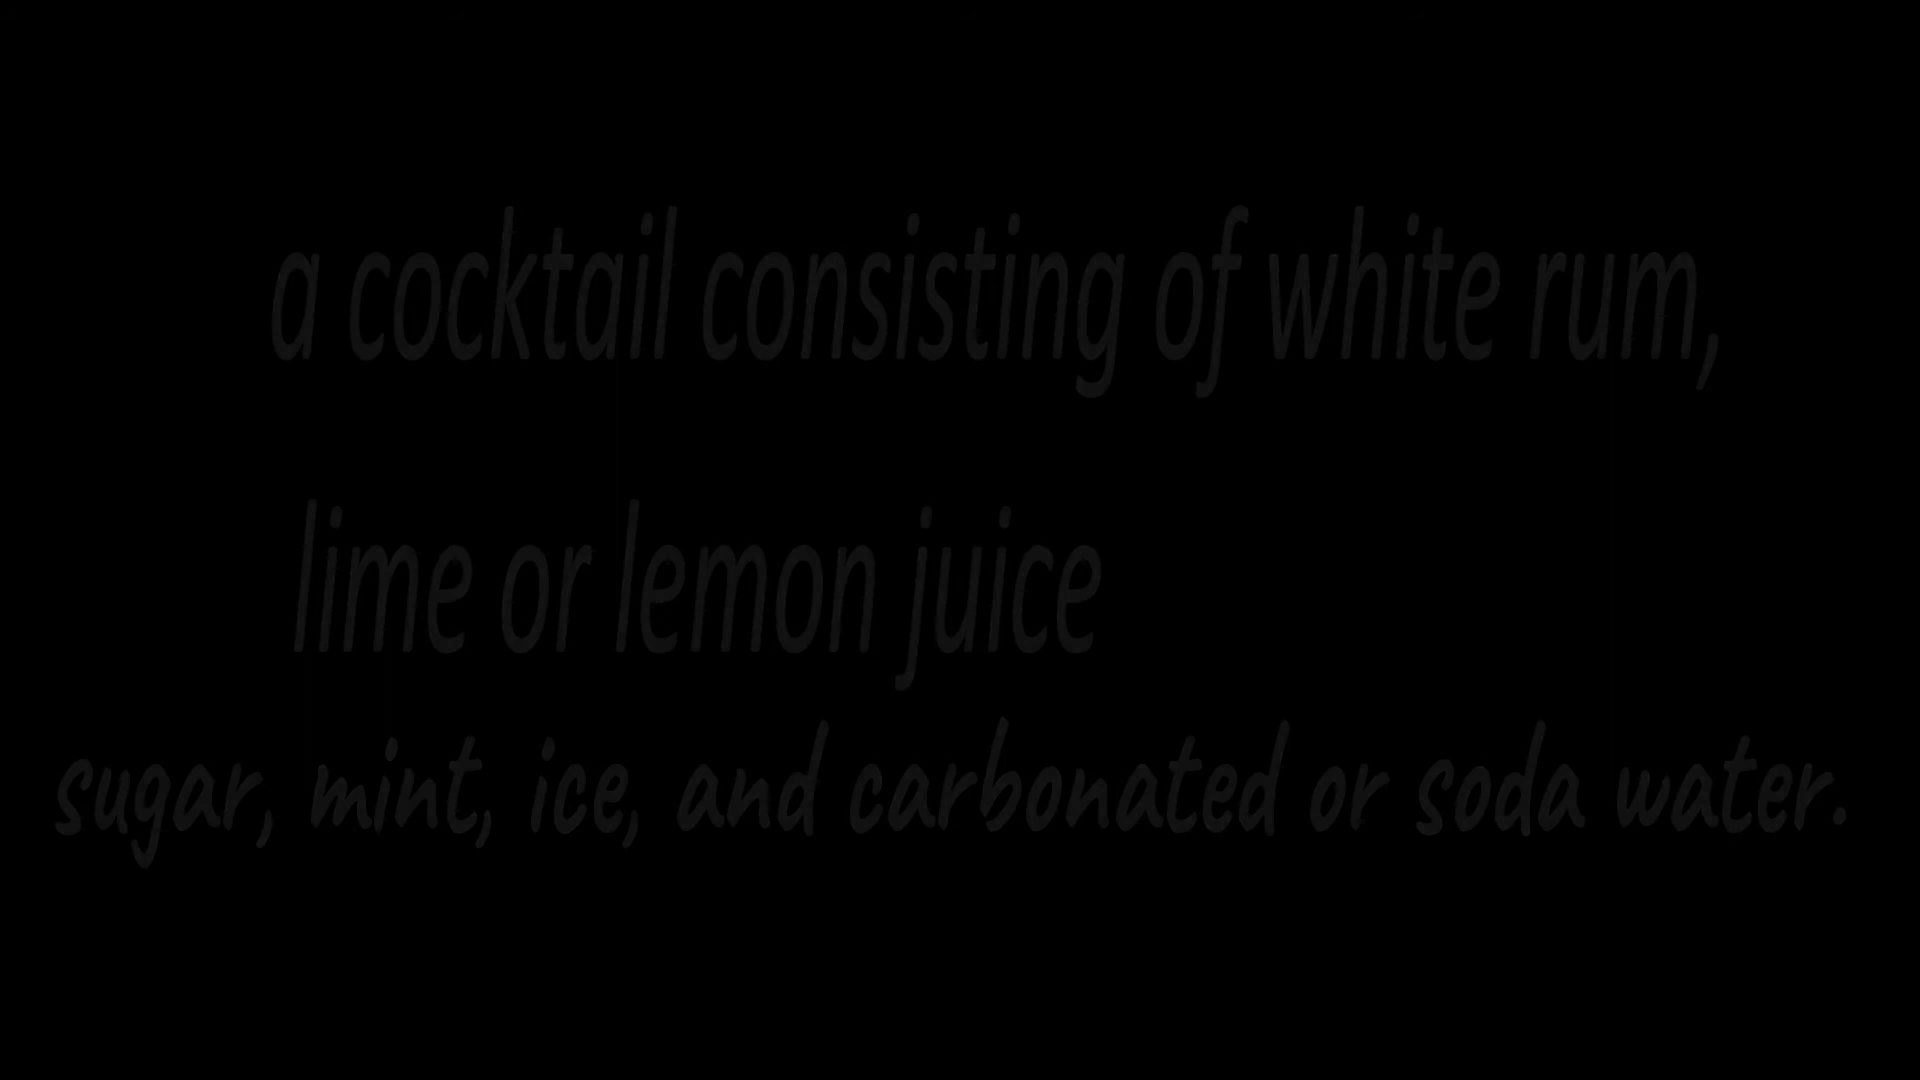 a cocktail consisting of white rum,
lime or lemon juice
sugar, mint, ice, and carbonated or soda water.